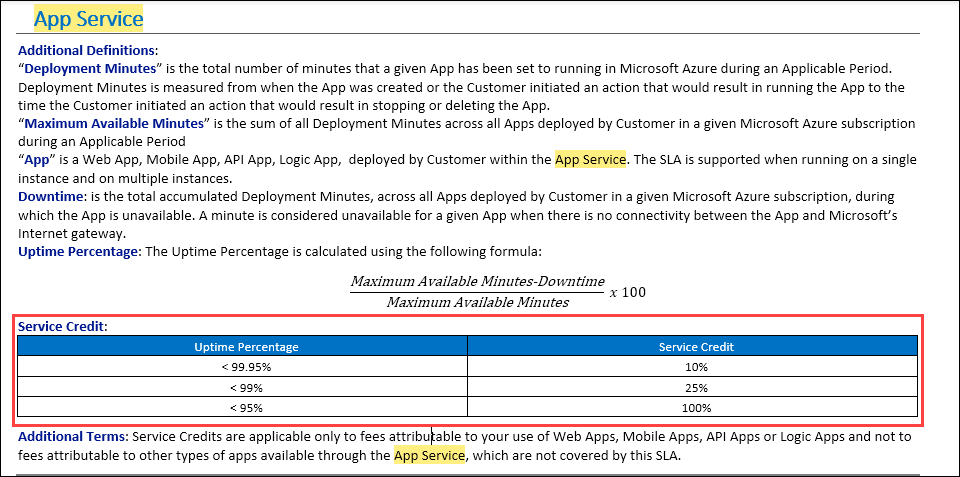 App Service
Additional Definitions:
“Deployment Minutes” is the total number of minutes that a given App has been set to running in Microsoft Azure during an Applicable Period.
Deployment Minutes is measured from when the App was created or the Customer initiated an action that would result in running the App to the
time the Customer initiated an action that would result in stopping or deleting the App.
“Maximum Available Minutes” is the sum of all Deployment Minutes across all Apps deployed by Customer in a given Microsoft Azure subscription
during an Applicable Period
“App” is a Web App, Mobile App, API App, Logic App,  deployed by Customer within the App Service. The SLA is supported when running on a single
instance and on multiple instances.
Downtime: is the total accumulated Deployment Minutes, across all Apps deployed by Customer in a given Microsoft Azure subscription, during
which the App is unavailable. A minute is considered unavailable for a given App when there is no connectivity between the App and Microsoft’s
Internet gateway.
Uptime Percentage: The Uptime Percentage is calculated using the following formula:
Maximum Available Minutes-Downtime
Maximum Available Minutes x 100
Service Credit:
Uptime Percentage Service Credit
< 99.95% 10%
< 99% 25%
< 95% 100%
Additional Terms: Service Credits are applicable only to fees attributable to your use of Web Apps, Mobile Apps, API Apps or Logic Apps and not to
fees attributable to other types of apps available through the App Service, which are not covered by this SLA.